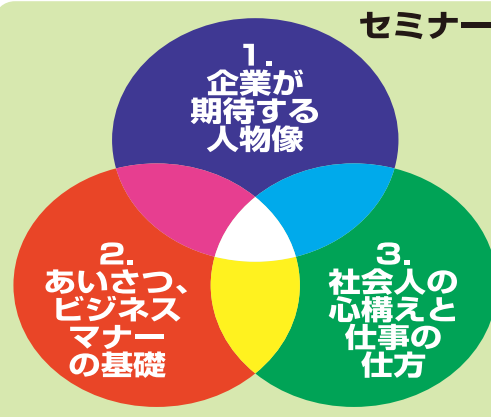 セミナー
1.
企業が
期待する
人物像
2.
あいさつ、
ビジネス
マナー
の基礎
3.
社会人の
心構えと
仕事の
仕方